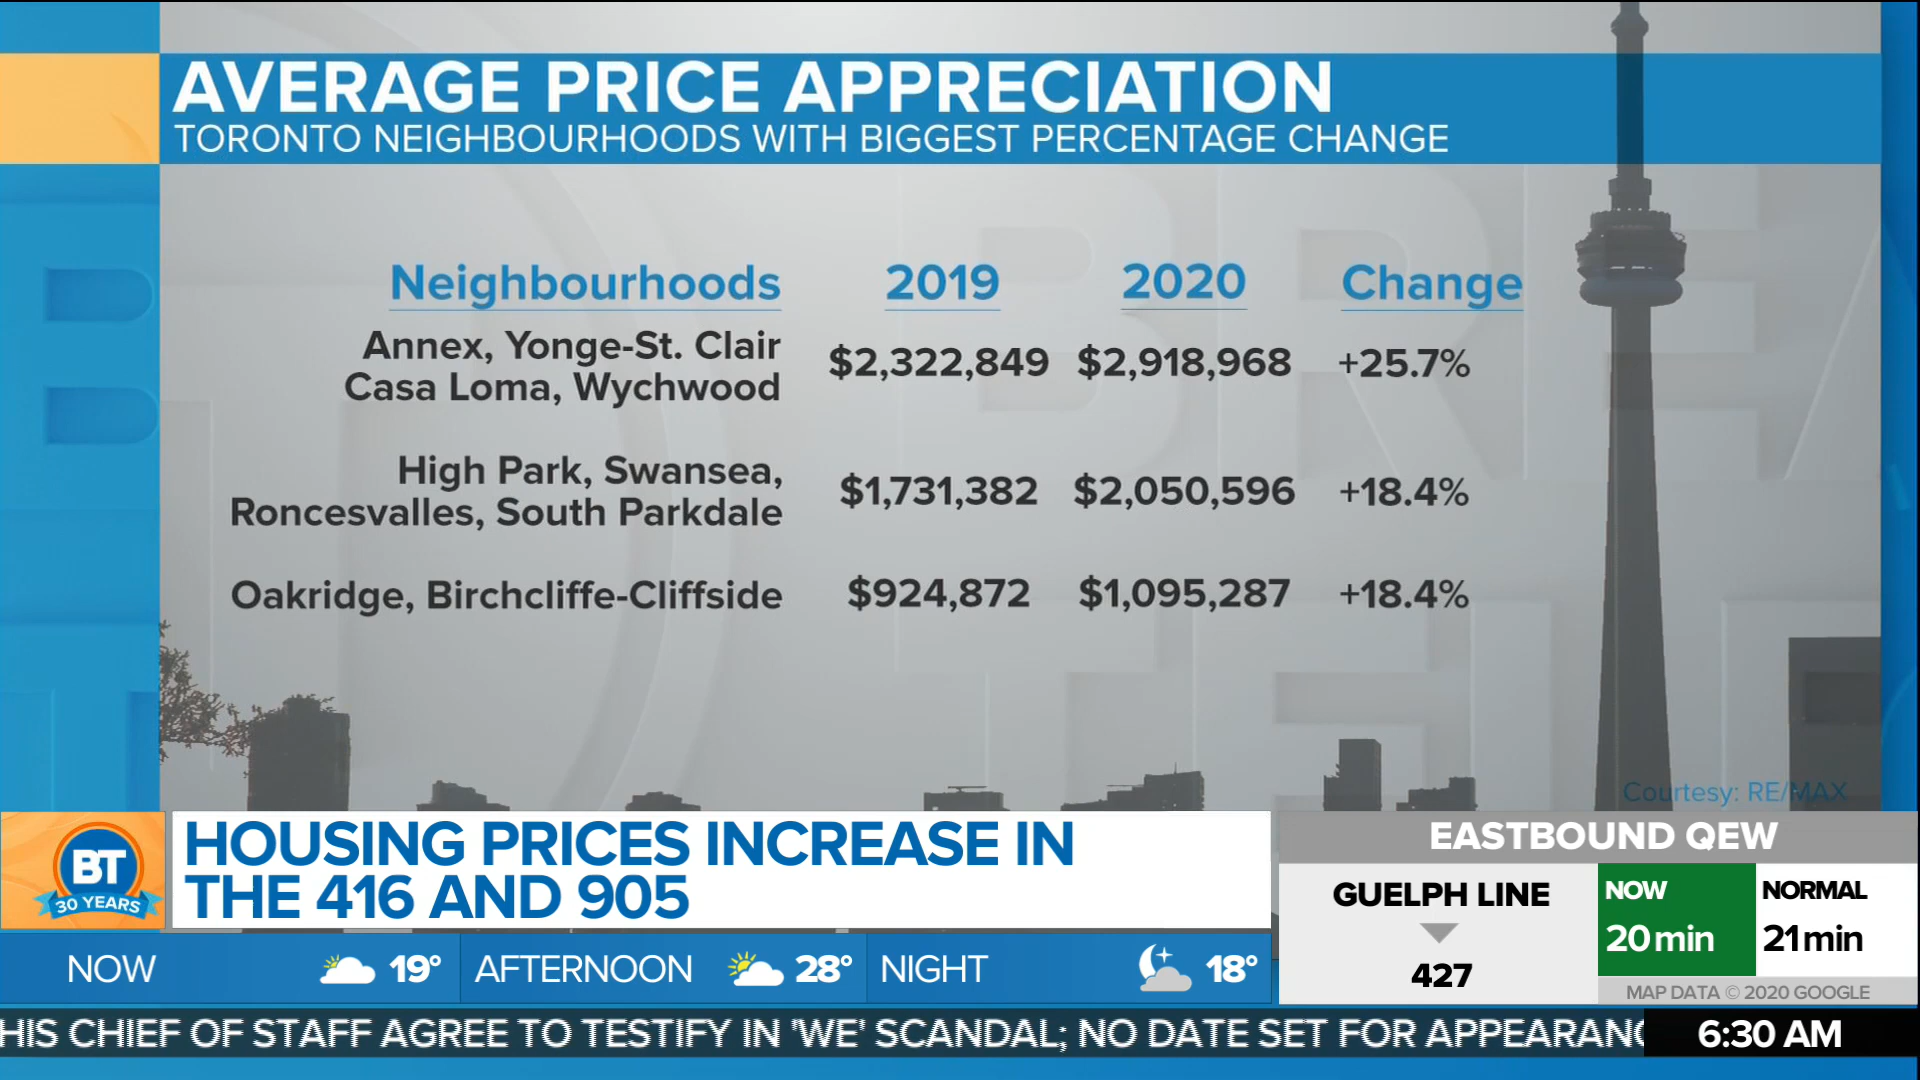 AVERAGE PRICE APPRECIATION
TORONTO NEIGHBOURHOODS WITH BIGGEST PERCENTAGE CHANGE
Neighbourhoods 2019 2020 Change
Annex, Yonge-St. Clair
Casa Loma, Wychwood
$2,322,849 $2,918,968 +25.7%
High Park, Swansea,
Roncesvalles, South Parkdale
$1,731,382 $2,050,596 +18.4%
Oakridge, Birchcliffe-Cliffside $924,872 $1,095,287 +18.4%
Courtesy: RE/MAX
BT
30 YEARS
HOUSING PRICES INCREASE IN
THE 416 AND 905
EASTBOUND QEW
GUELPH LINE
427
NOW
20 min
NORMAL
21 min
MAP DATA © 2020 GOOGLE
NOW 19° AFTERNOON 28° NIGHT 18°
HIS CHIEF OF STAFF AGREE TO TESTIFY IN 'WE' SCANDAL; NO DATE SET FOR APPEARANC
6:30 AM